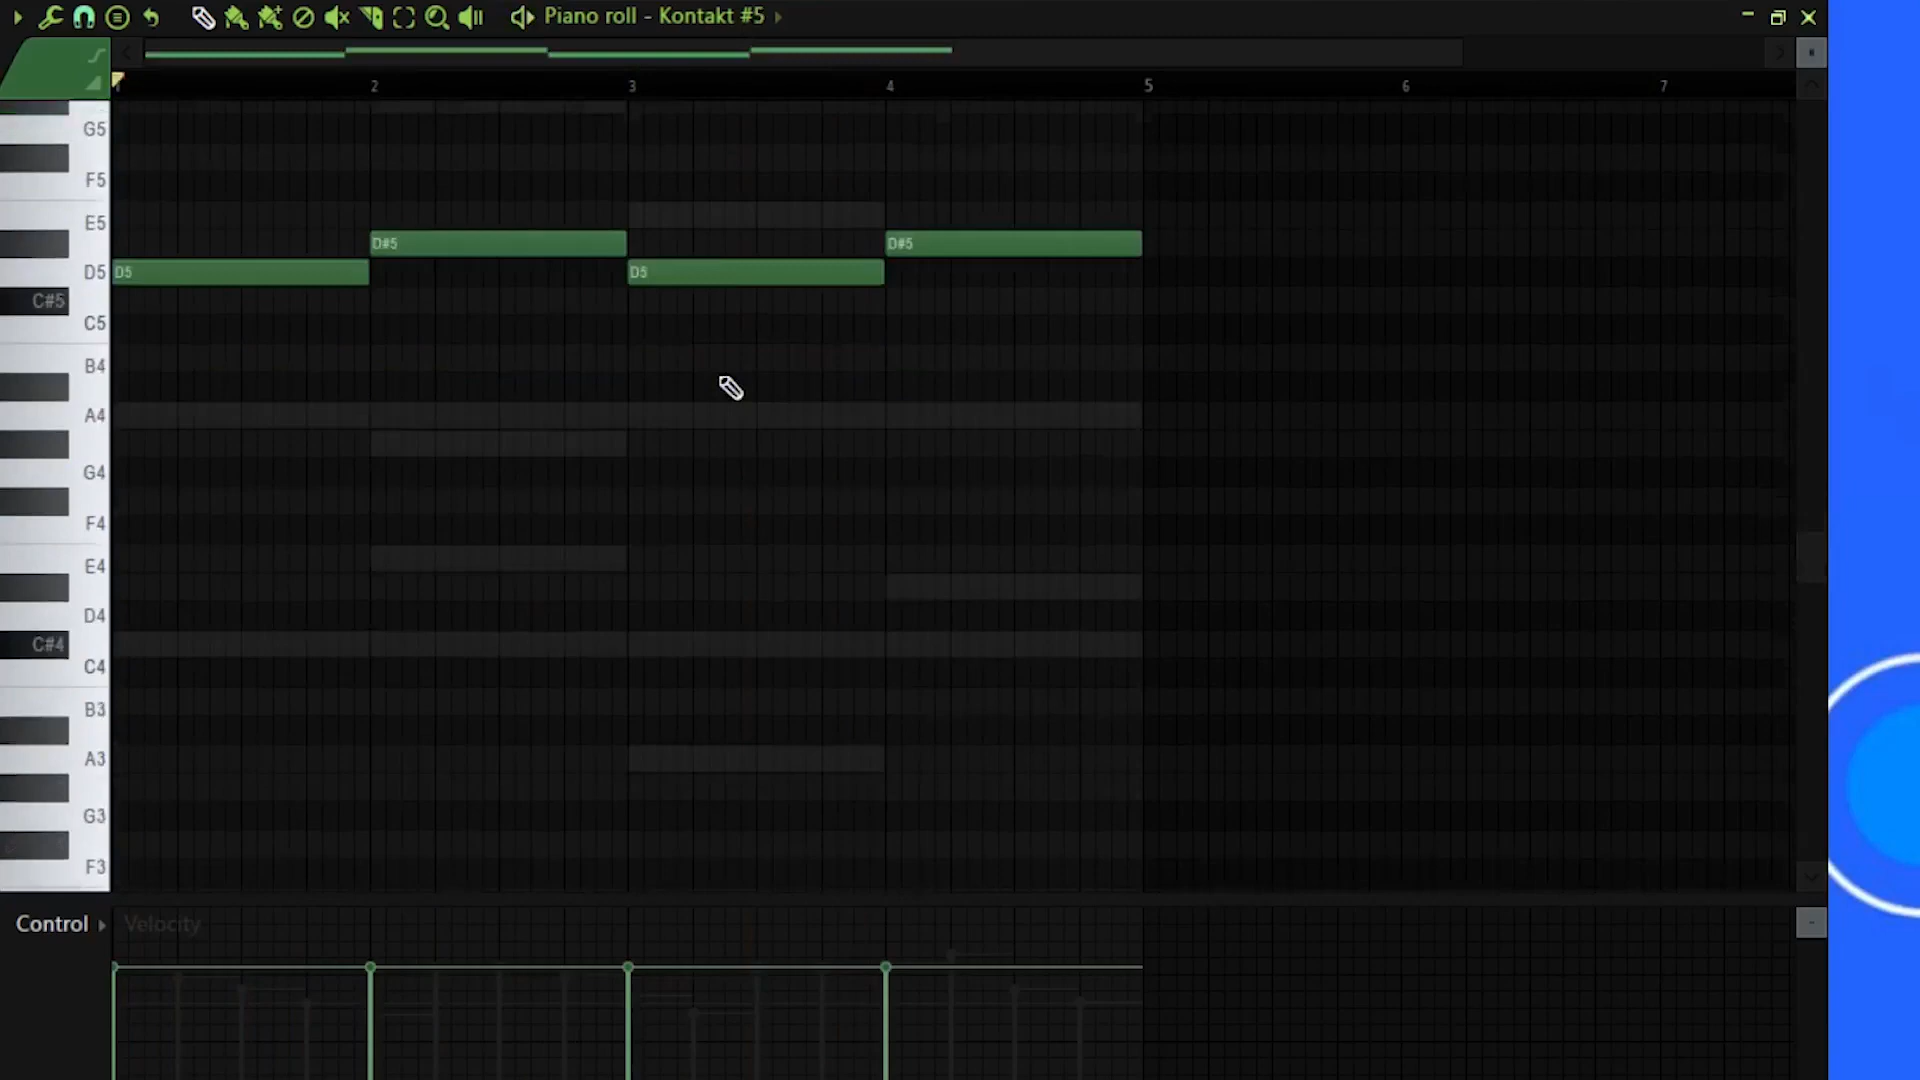 Piano roll - Kontakt #5
2 3 4 5 6 7
G5
F5
E5
D#5 D#5
D5 D5 D5
C#5
C5
B4
A4
G4
F4
E4
D4
C#4
C4
B3
A3
G3
F3
Control Velocity